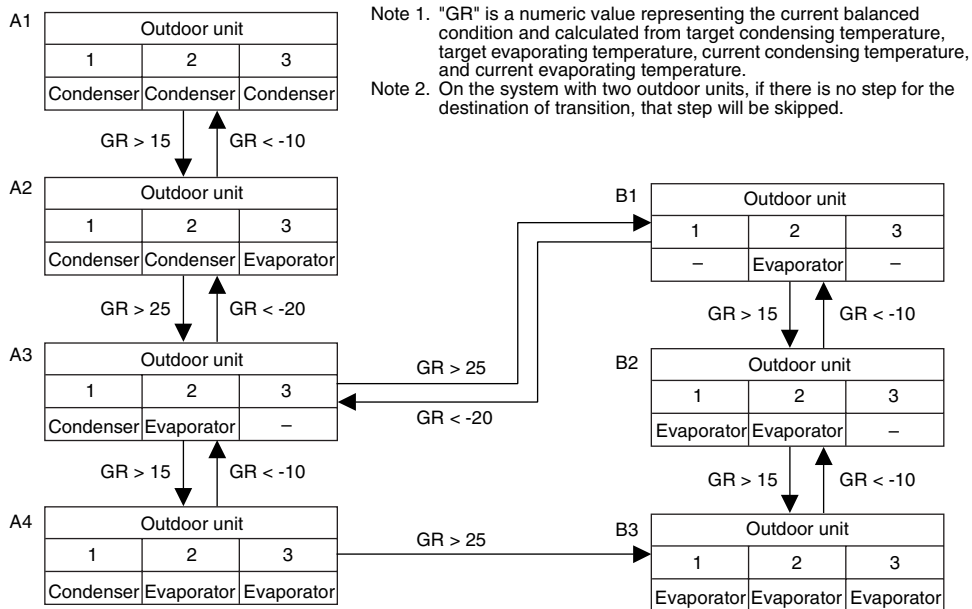 Note 1. "GR" is a numeric value representing the current balanced
condition and calculated from target condensing temperature,
target evaporating temperature, current condensing temperature,
and current evaporating temperature.
Note 2. On the system with two outdoor units, if there is no step for the
destination of transition, that step will be skipped.
A1
Outdoor unit
1 2 3
Condenser Condenser Condenser
GR > 15 GR < -10
A2
Outdoor unit
1 2 3
Condenser Condenser Evaporator
GR > 25 GR < -20
A3
Outdoor unit
1 2 3
Condenser Evaporator –
GR > 15 GR < -10
A4
Outdoor unit
1 2 3
Condenser Evaporator Evaporator
GR > 25
GR < -20
GR > 25
B1
Outdoor unit
1 2 3
– Evaporator –
GR > 15 GR < -10
B2
Outdoor unit
1 2 3
Evaporator Evaporator –
GR > 15 GR < -10
B3
Outdoor unit
1 2 3
Evaporator Evaporator Evaporator